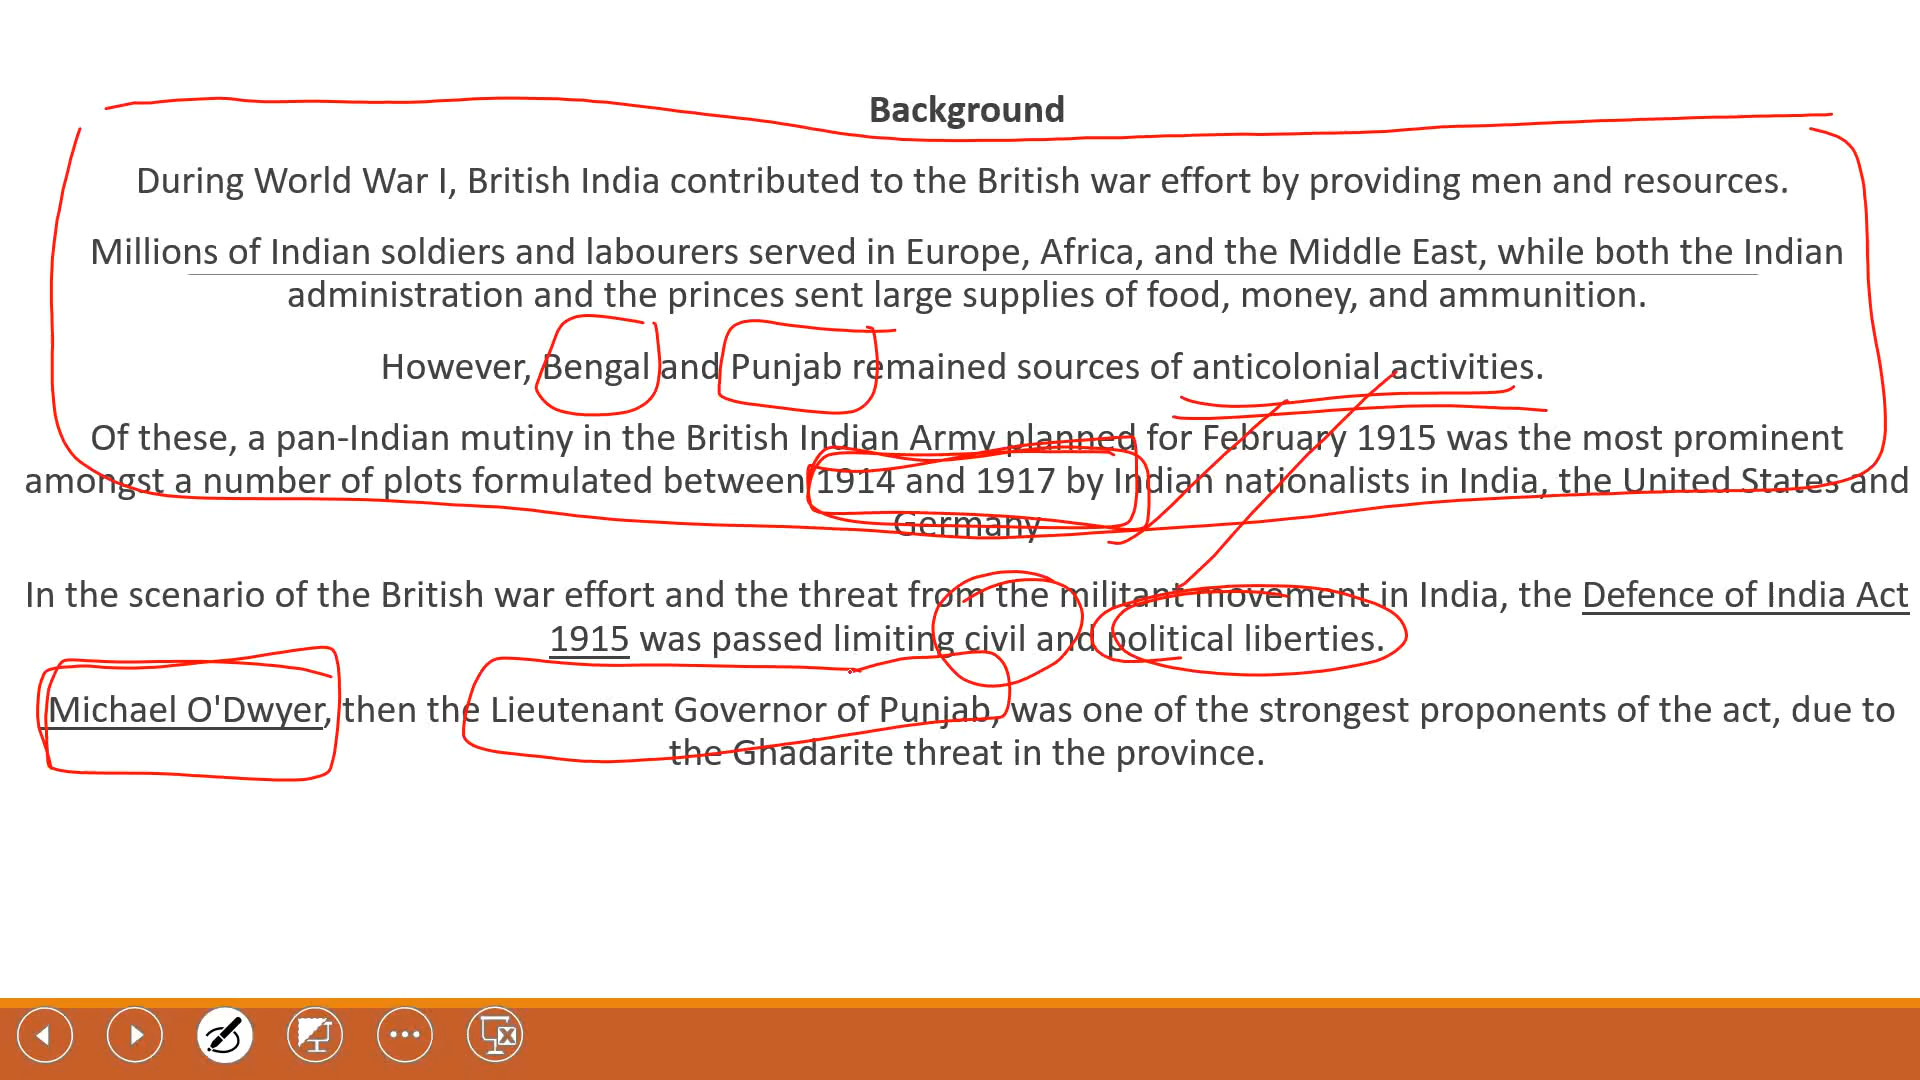 Background
During World War I, British India contributed to the British war effort by providing men and resources.
Millions of Indian soldiers and labourers served in Europe, Africa, and the Middle East, while both the Indian
administration and the princes sent large supplies of food, money, and ammunition.
However, Bengal and Punjab remained sources of anticolonial activities.
Of these, a pan-Indian mutiny in the British Indian Army planned for February 1915 was the most prominent
amongst a number of plots formulated between 1914 and 1917 by Indian nationalists in India, the United States and
Germany
In the scenario of the British war effort and the threat from the militant movement in India, the Defence of India Act
1915 was passed limiting civil and political liberties.
Michael O'Dwyer, then the Lieutenant Governor of Punjab, was one of the strongest proponents of the act, due to
the Ghadarite threat in the province.